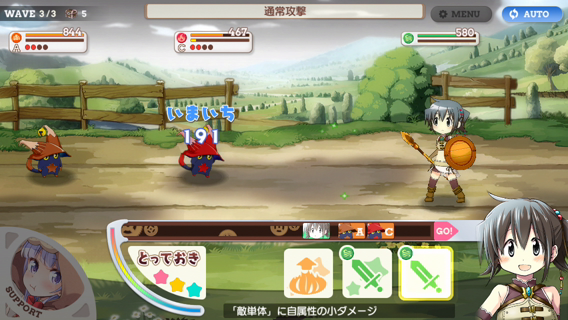 WAVE 3/3 5
通常攻撃
MENU
AUTO
844
A
467
C
580
いまいち
191
A C GO!
とっておき
SUPPORT
「敵単体」に自属性の小ダメージ